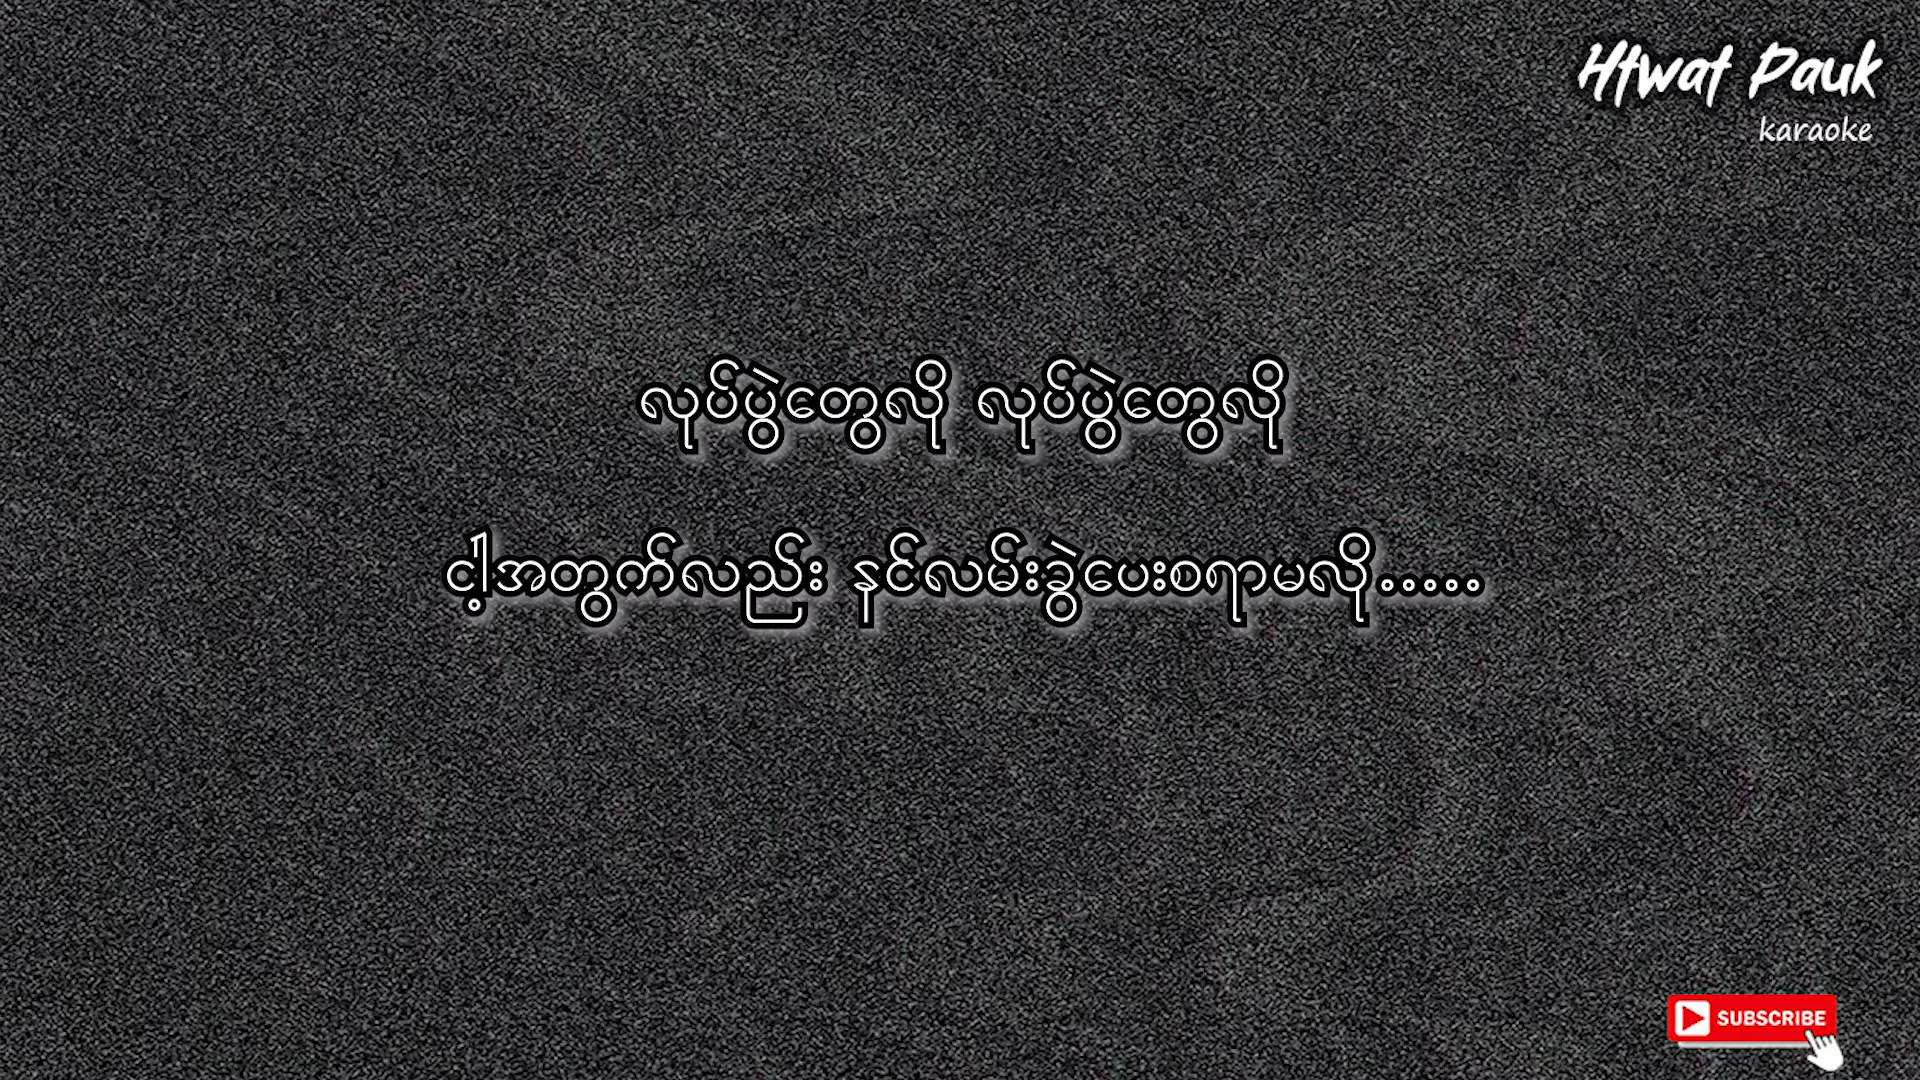 Htwat Pauk
karaoke
လုပ်ပွဲတွေလို လုပ်ပွဲတွေလို
ငါ့အတွက်လည်း နင်လမ်းခွဲပေးစရာမလို.....
SUBSCRIBE